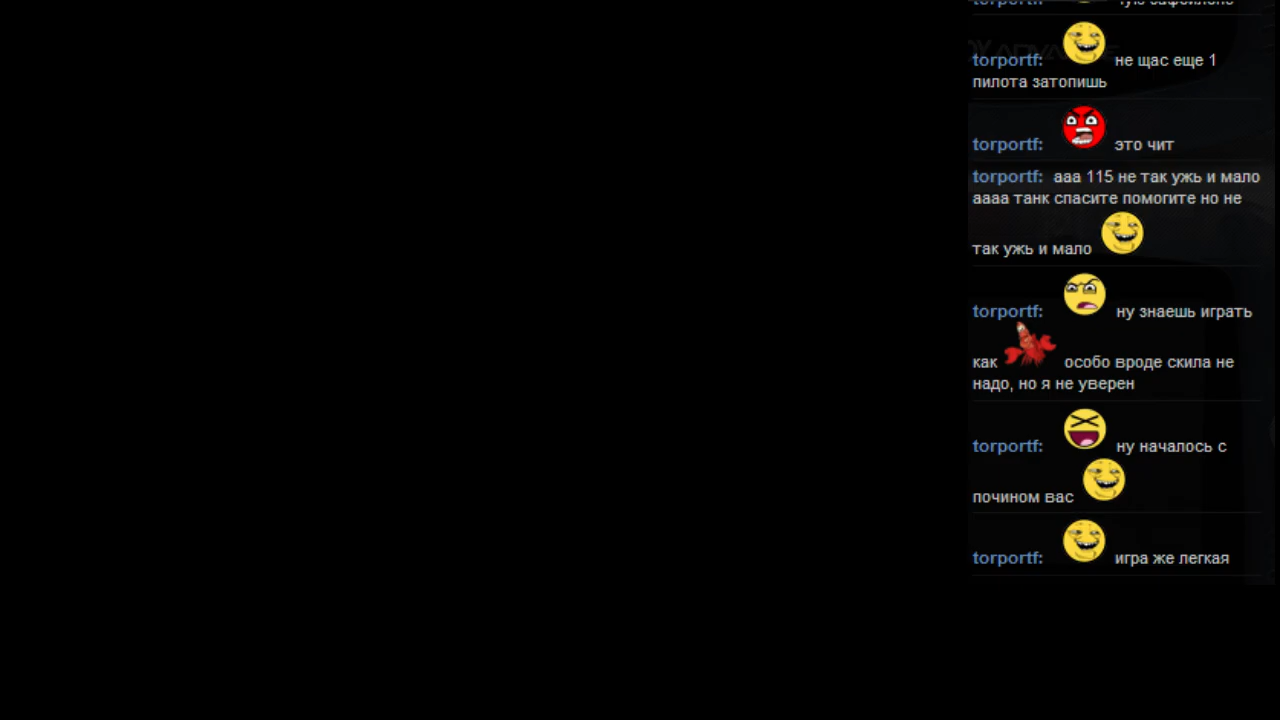 torportf: не щас еще 1
пилота затопишь
torportf: это чит
torportf: ааа 115 не так ужь и мало
аааа танк спасите помогите но не
так ужь и мало
torportf: ну знаешь играть
как особо вроде скила не
надо, но я не уверен
torportf: ну началось с
почином вас
torportf: игра же легкая